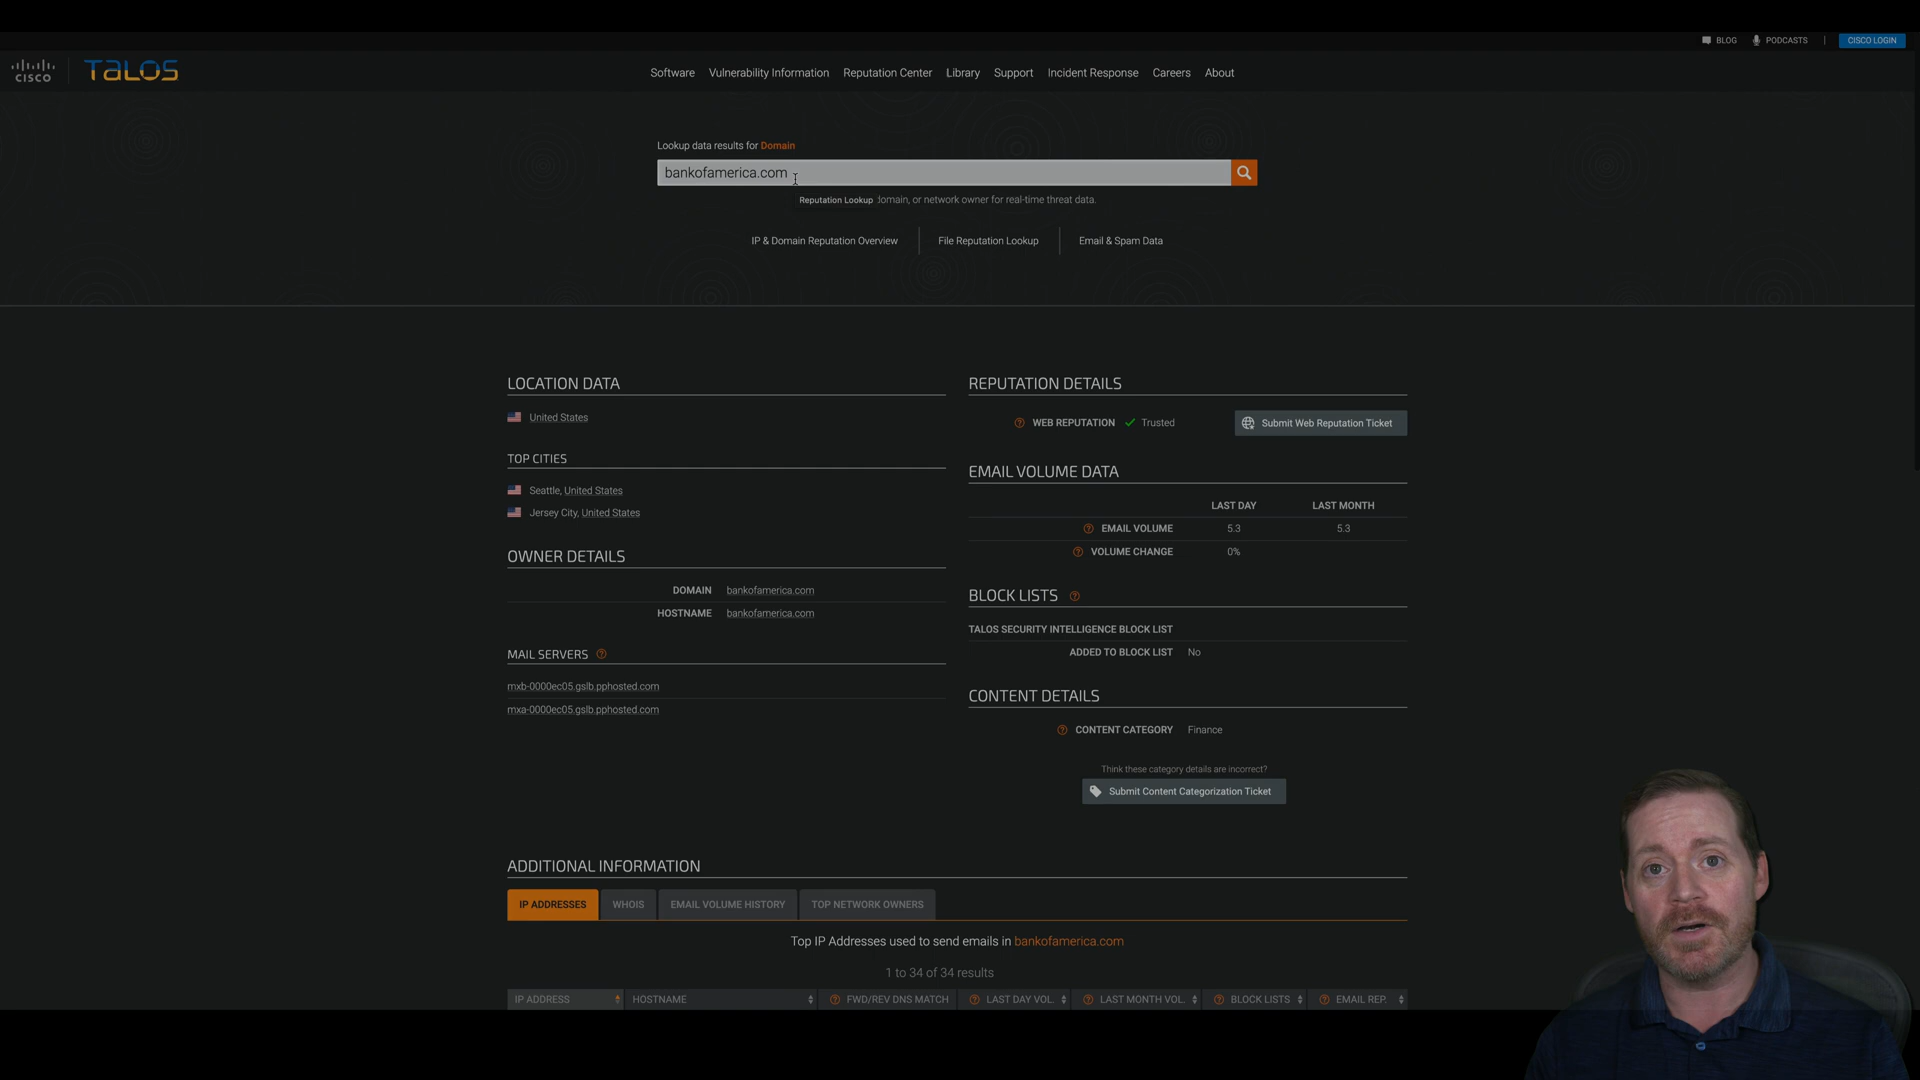 BLOG PODCASTS | CISCO LOGIN
CISCO TALOS
Software Vulnerability Information Reputation Center Library Support Incident Response Careers About
Lookup data results for Domain
bankofamerica.com
Reputation Lookup domain, or network owner for real-time threat data.
IP & Domain Reputation Overview File Reputation Lookup Email & Spam Data
LOCATION DATA
United States
TOP CITIES
Seattle, United States
Jersey City, United States
OWNER DETAILS
DOMAIN bankofamerica.com
HOSTNAME bankofamerica.com
MAIL SERVERS
mxb-0000ec05.gslb.pphosted.com
mxa-0000ec05.gslb.pphosted.com
REPUTATION DETAILS
WEB REPUTATION Trusted Submit Web Reputation Ticket
EMAIL VOLUME DATA
LAST DAY LAST MONTH
EMAIL VOLUME 5.3 5.3
VOLUME CHANGE 0%
BLOCK LISTS
TALOS SECURITY INTELLIGENCE BLOCK LIST
ADDED TO BLOCK LIST No
CONTENT DETAILS
CONTENT CATEGORY Finance
Think these category details are incorrect?
Submit Content Categorization Ticket
ADDITIONAL INFORMATION
IP ADDRESSES WHOIS EMAIL VOLUME HISTORY TOP NETWORK OWNERS
Top IP Addresses used to send emails in bankofamerica.com
1 to 34 of 34 results
IP ADDRESS HOSTNAME FWD/REV DNS MATCH LAST DAY VOL. LAST MONTH VOL. BLOCK LISTS EMAIL REP.